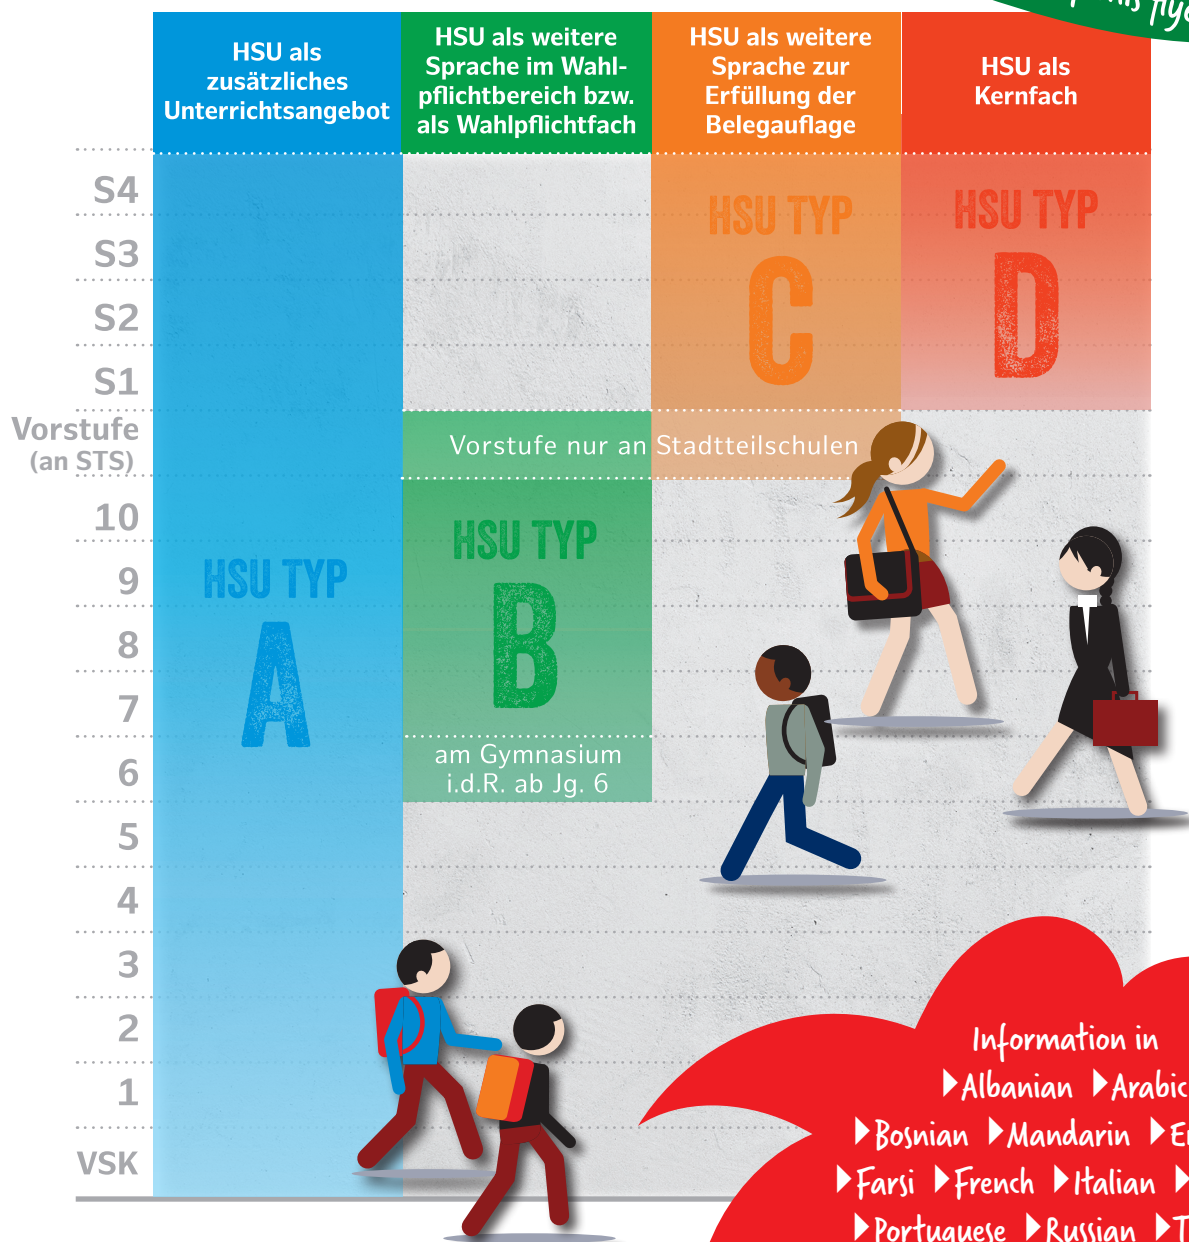 his flye
HSU als
zusätzliches
Unterrichtsangebot
HSU als weitere
Sprache im Wahl-
pflichtbereich bzw.
als Wahlpflichtfach
HSU als weitere
Sprache zur
Erfüllung der
Belegauflage
HSU als
Kernfach
S4
S3
S2
S1
Vorstufe
(an STS)
10
9
8
7
6
5
4
3
2
1
VSK
HSU TYP
A
HSU TYP
B
HSU TYP
C
HSU TYP
D
Vorstufe nur an Stadtteilschulen
am Gymnasium
i.d.R. ab Jg. 6
Information in
▶Albanian ▶Arabic
▶Bosnian ▶Mandarin ▶E
▶Farsi ▶French ▶Italian ▶
▶Portuguese ▶Russian ▶T